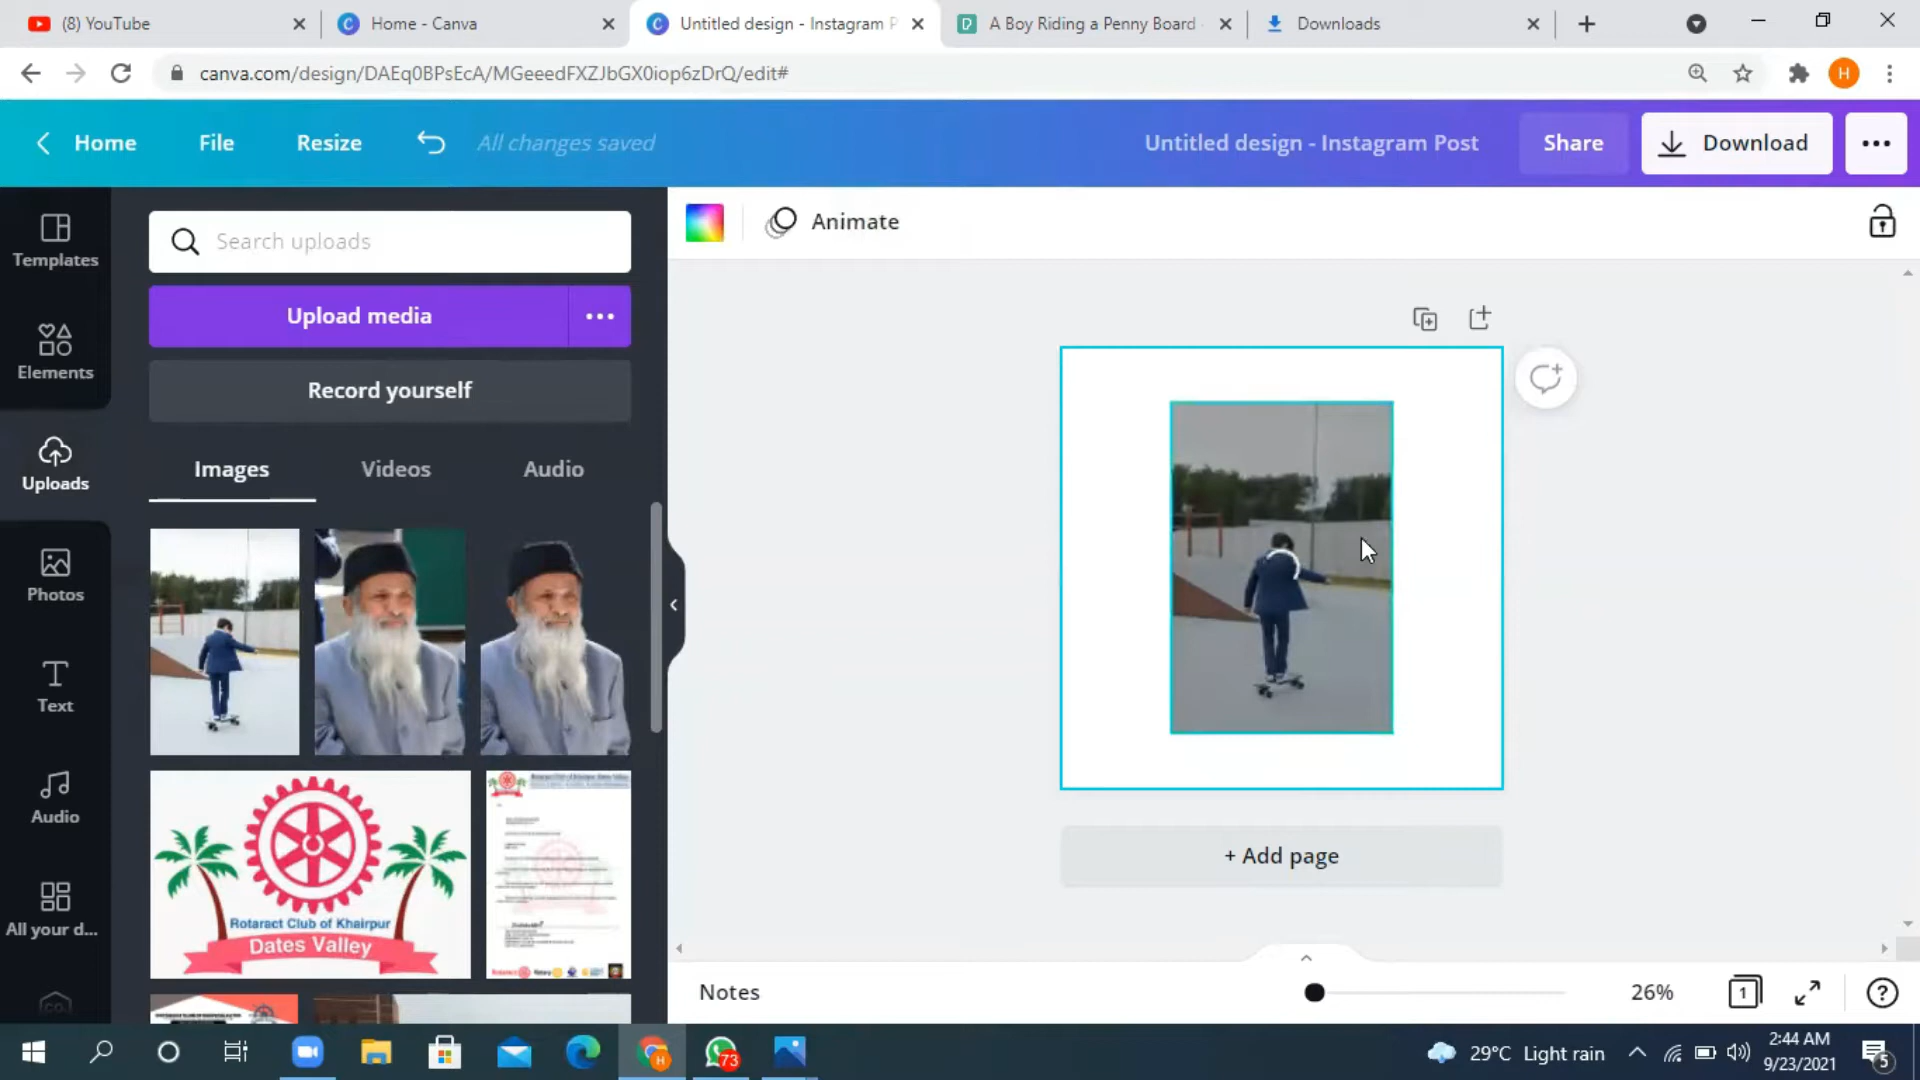 (8) YouTube
Home - Canva
Untitled design - Instagram P
A Boy Riding a Penny Board
Downloads
canva.com/design/DAEq0BPsEcA/MGeeedFXZJbGX0iop6zDrQ/edit#
H
Home
File
Resize
All changes saved
Untitled design - Instagram Post
Share
Download
Templates
Elements
Uploads
Photos
Text
Audio
All your d...
Search uploads
Upload media
Record yourself
Images
Videos
Audio
Rotaract Club of Khairpur
Dates Valley
Animate
+ Add page
Notes
26%
1
73
29°C Light rain
2:44 AM
9/23/2021
5